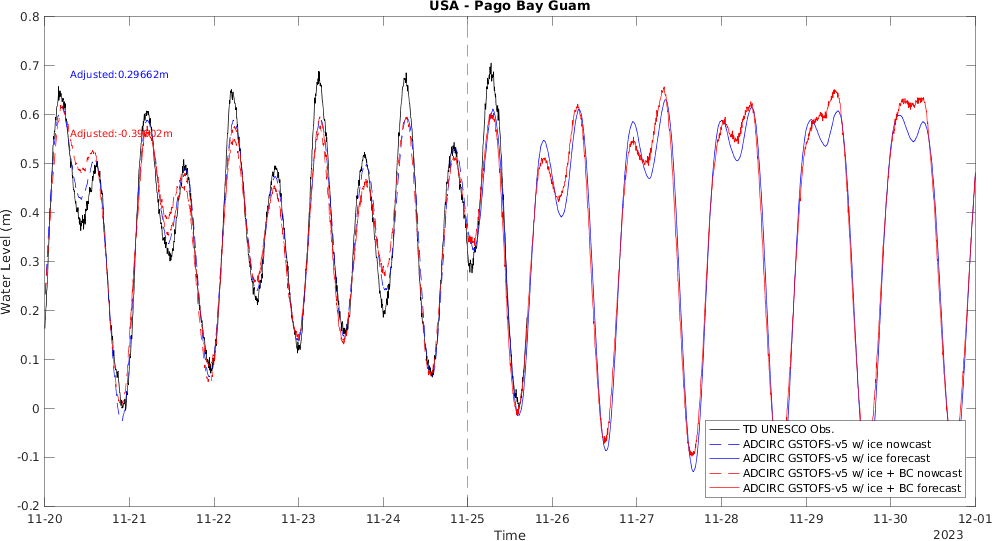 USA - Pago Bay Guam
0.8
0.7
0.6
0.5
0.4
0.3
0.2
0.1
0
-0.1
-0.2
Water Level (m)
Adjusted:0.29662m
TD UNESCO Obs.
ADCIRC GSTOFS-v5 w/ ice nowcast
ADCIRC GSTOFS-v5 w/ ice forecast
ADCIRC GSTOFS-v5 w/ ice + BC nowcast
ADCIRC GSTOFS-v5 w/ ice + BC forecast
11-20 11-21 11-22 11-23 11-24 11-25 11-26 11-27 11-28 11-29 11-30 12-01
Time
2023